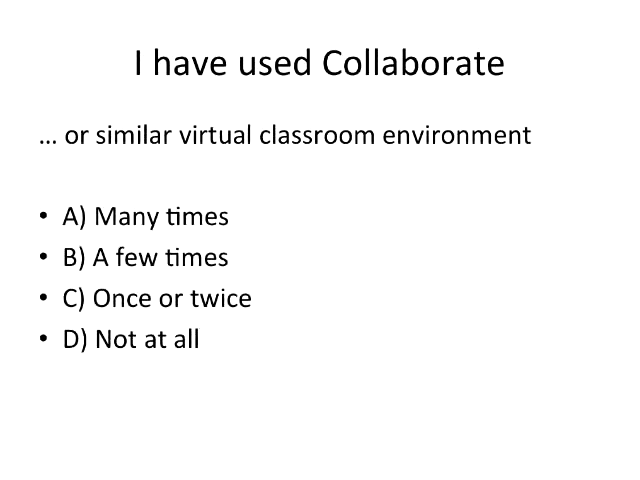 I have used Collaborate
… or similar virtual classroom environment
• A) Many times
• B) A few times
• C) Once or twice
• D) Not at all